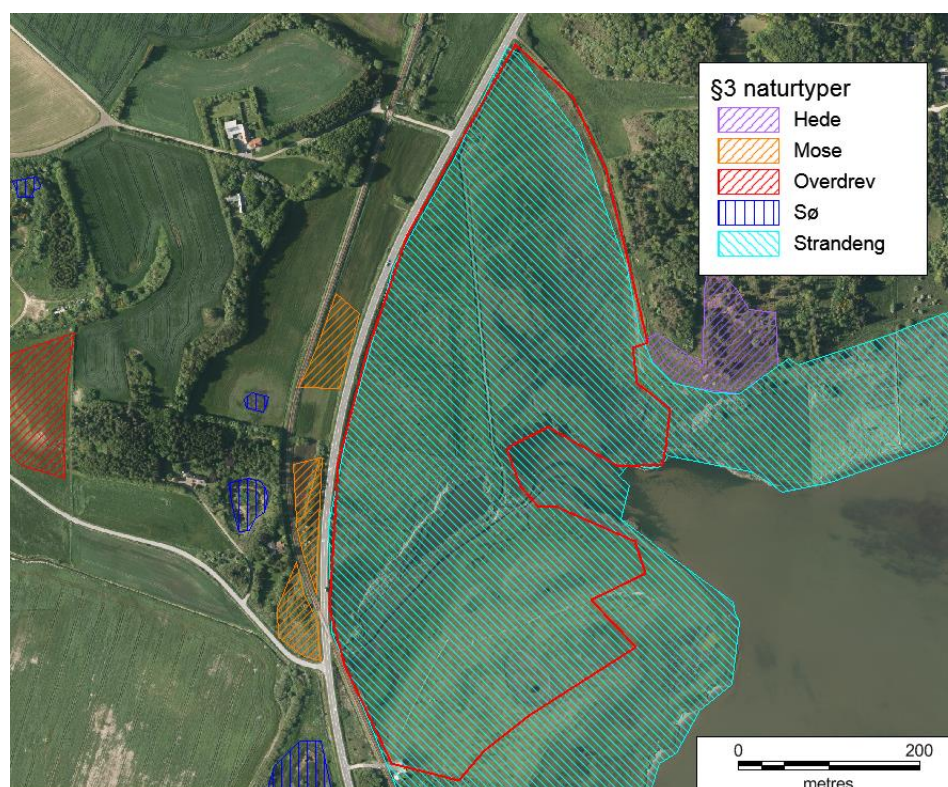 §3 naturtyper
Hede
Mose
Overdrev
Sø
Strandeng
0 200
metres